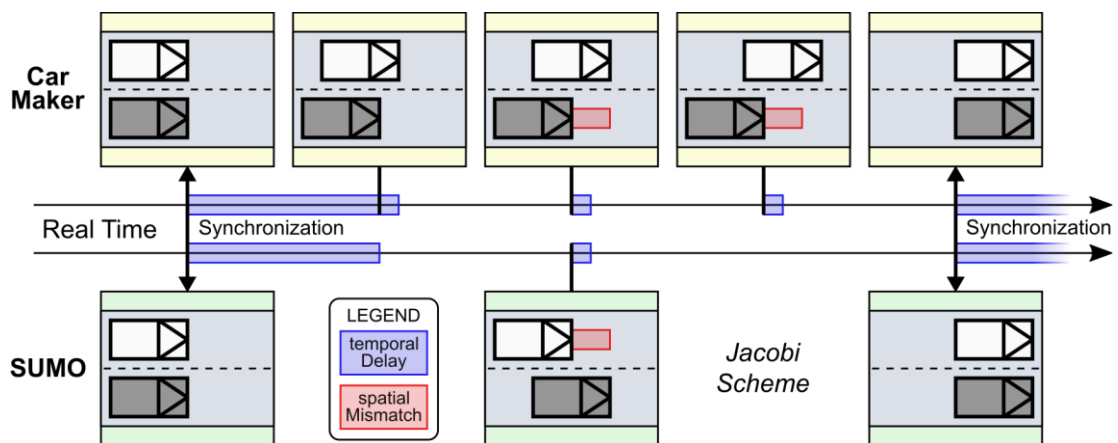 Car
Maker
Real Time
Synchronization
Synchronization
LEGEND
temporal
Delay
spatial
Mismatch
SUMO
Jacobi
Scheme